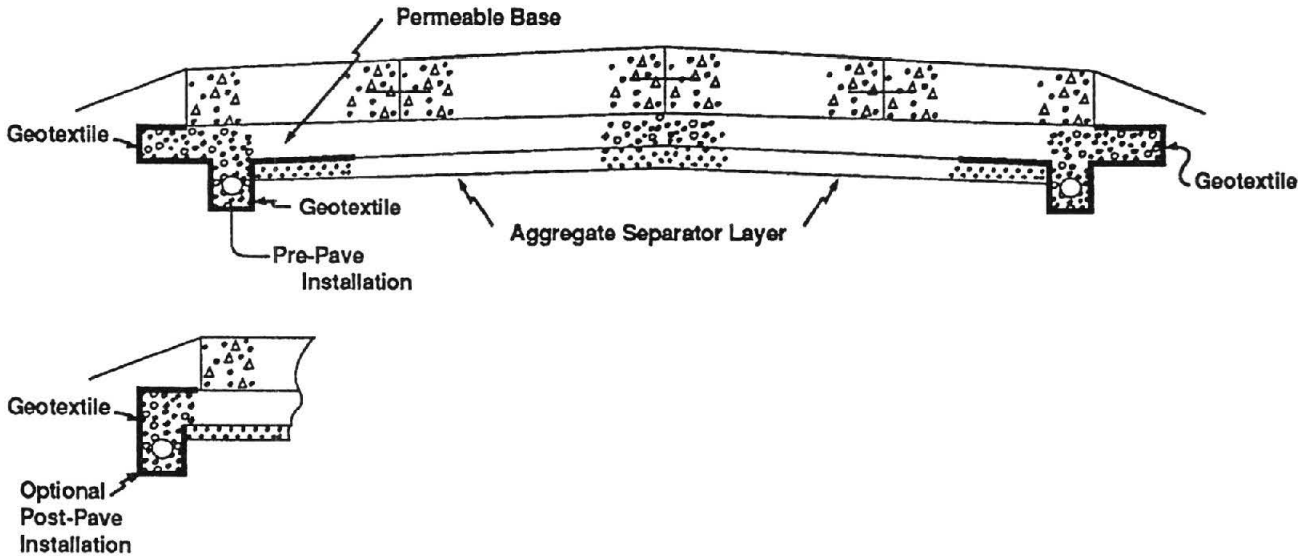 Permeable Base
Geotextile
Geotextile
Geotextile
Aggregate Separator Layer
Pre-Pave
Installation
Geotextile
Optional
Post-Pave
Installation